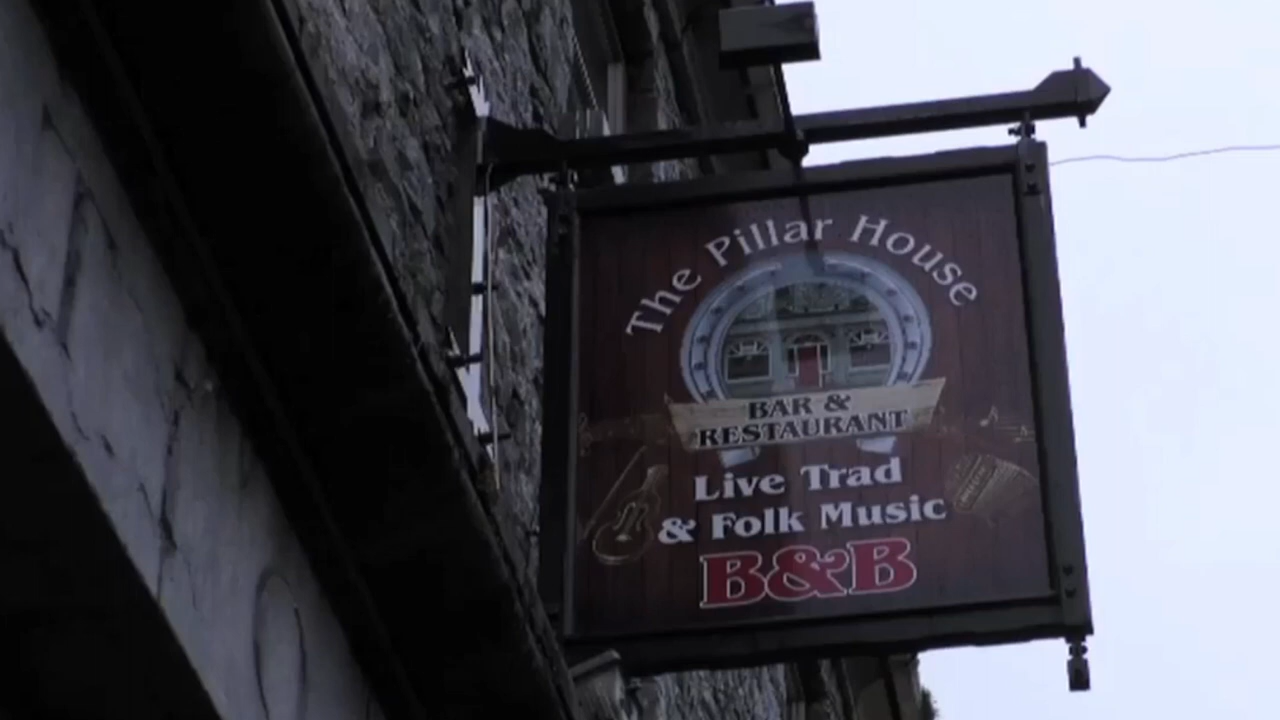 The Pillar House
BAR &
RESTAURANT
Live Trad
& Folk Music
B&B